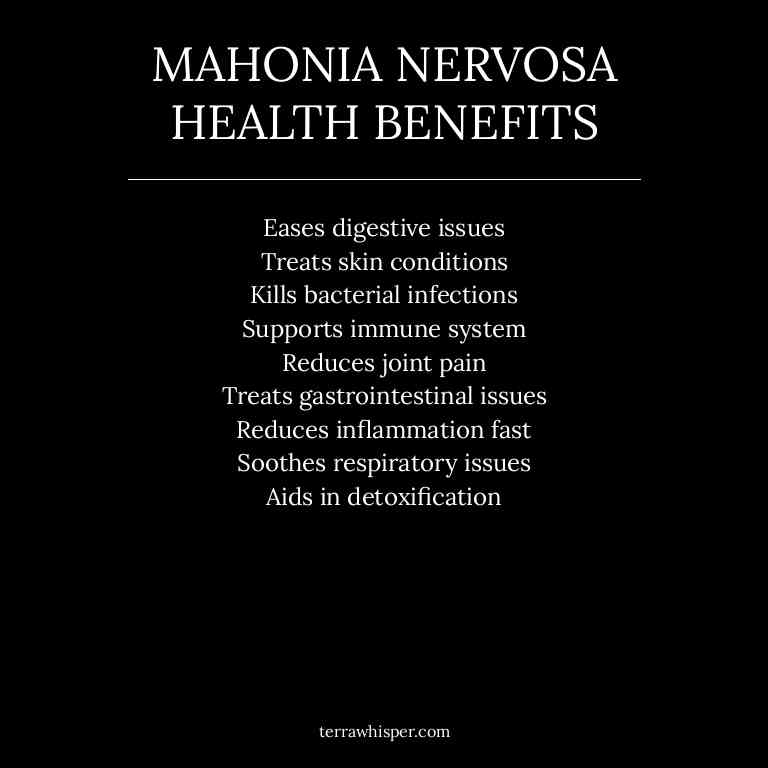 MAHONIA NERVOSA
HEALTH BENEFITS
Eases digestive issues
Treats skin conditions
Kills bacterial infections
Supports immune system
Reduces joint pain
Treats gastrointestinal issues
Reduces inflammation fast
Soothes respiratory issues
Aids in detoxification
terrawhisper.com